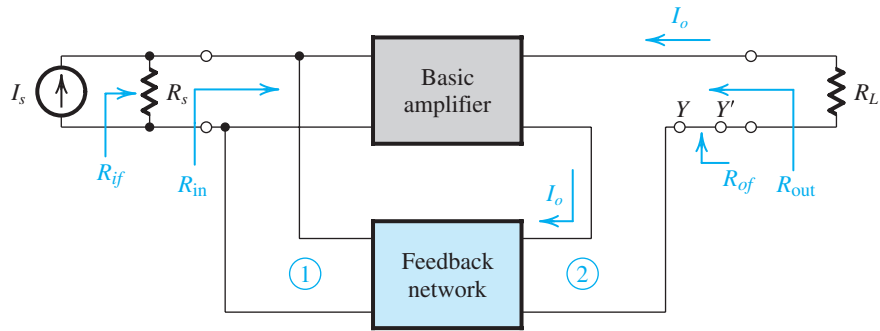 I_o
Basic
amplifier
I_s
R_s
R_L
Y Y'
R_if
R_in
R_of
R_out
I_o
1
2
Feedback
network